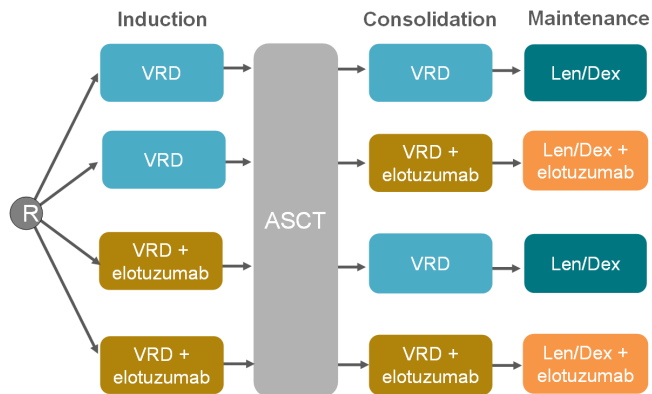 Induction Consolidation Maintenance
VRD VRD Len/Dex
VRD VRD + elotuzumab Len/Dex + elotuzumab
R
ASCT
VRD + elotuzumab VRD Len/Dex
VRD + elotuzumab VRD + elotuzumab Len/Dex + elotuzumab